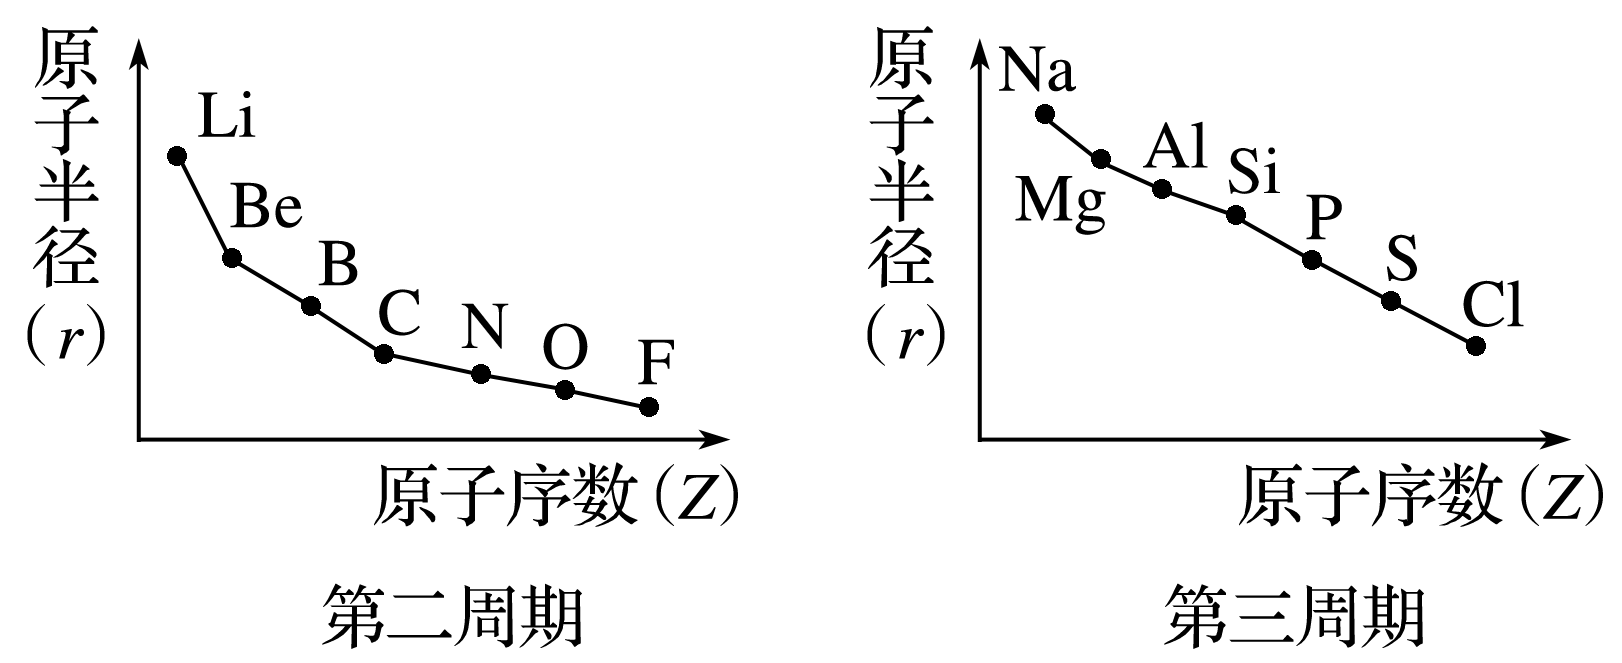 原子半径(r)
Li
Be
B
C
N
O
F
原子序数(Z)
第二周期
原子半径(r)
Na
Mg
Al
Si
P
S
Cl
原子序数(Z)
第三周期